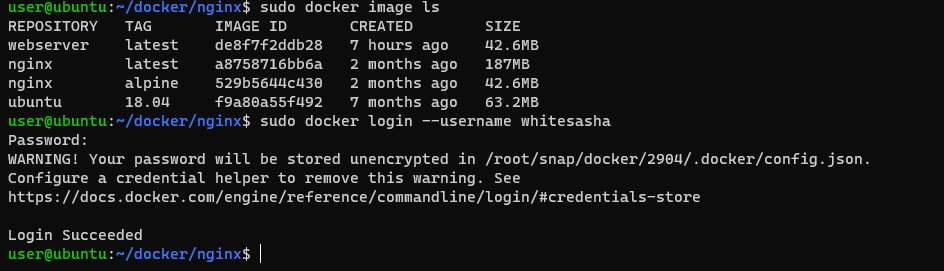 user@ubuntu:~/docker/nginx$ sudo docker image ls
REPOSITORY   TAG       IMAGE ID       CREATED        SIZE
webserver    latest    de8f7f2ddb28   7 hours ago    42.6MB
nginx        latest    a8758716bb6a   2 months ago   187MB
nginx        alpine    529b5644c430   2 months ago   42.6MB
ubuntu       18.04     f9a80a55f492   7 months ago   63.2MB
user@ubuntu:~/docker/nginx$ sudo docker login --username whitesasha
Password:
WARNING! Your password will be stored unencrypted in /root/snap/docker/2904/.docker/config.json.
Configure a credential helper to remove this warning. See
https://docs.docker.com/engine/reference/commandline/login/#credentials-store

Login Succeeded
user@ubuntu:~/docker/nginx$